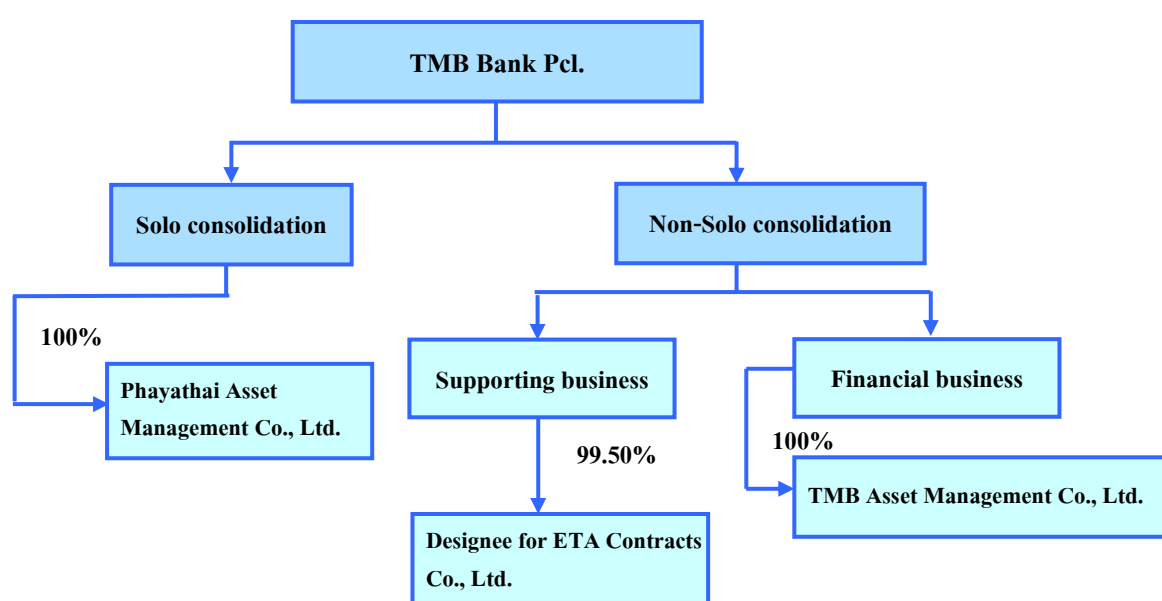 TMB Bank Pcl.
Solo consolidation
Non-Solo consolidation
100%
Phayathai Asset
Management Co., Ltd.
Supporting business
Financial business
99.50%
100%
TMB Asset Management Co., Ltd.
Designee for ETA Contracts
Co., Ltd.